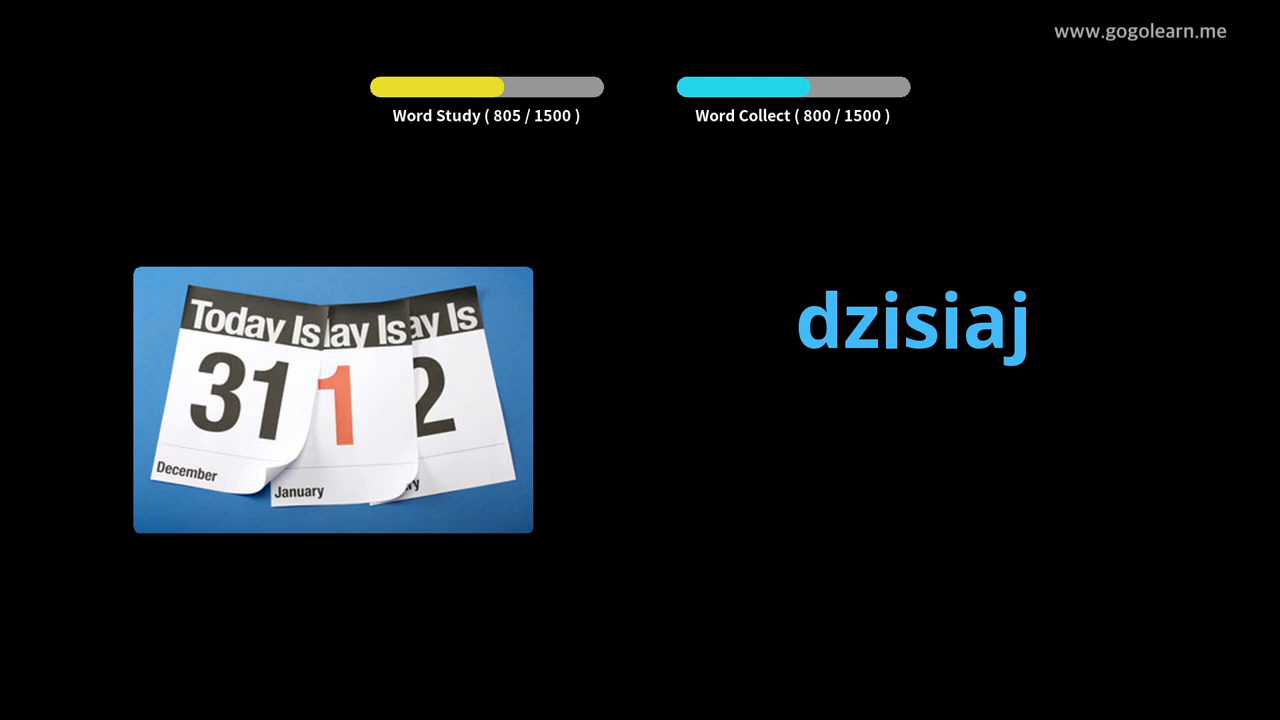 www.gogolearn.me
Word Study ( 805 / 1500 )
Word Collect ( 800 / 1500 )
Today Is
ay Is
ay Is
31
1
2
December
January
ry
dzisiaj